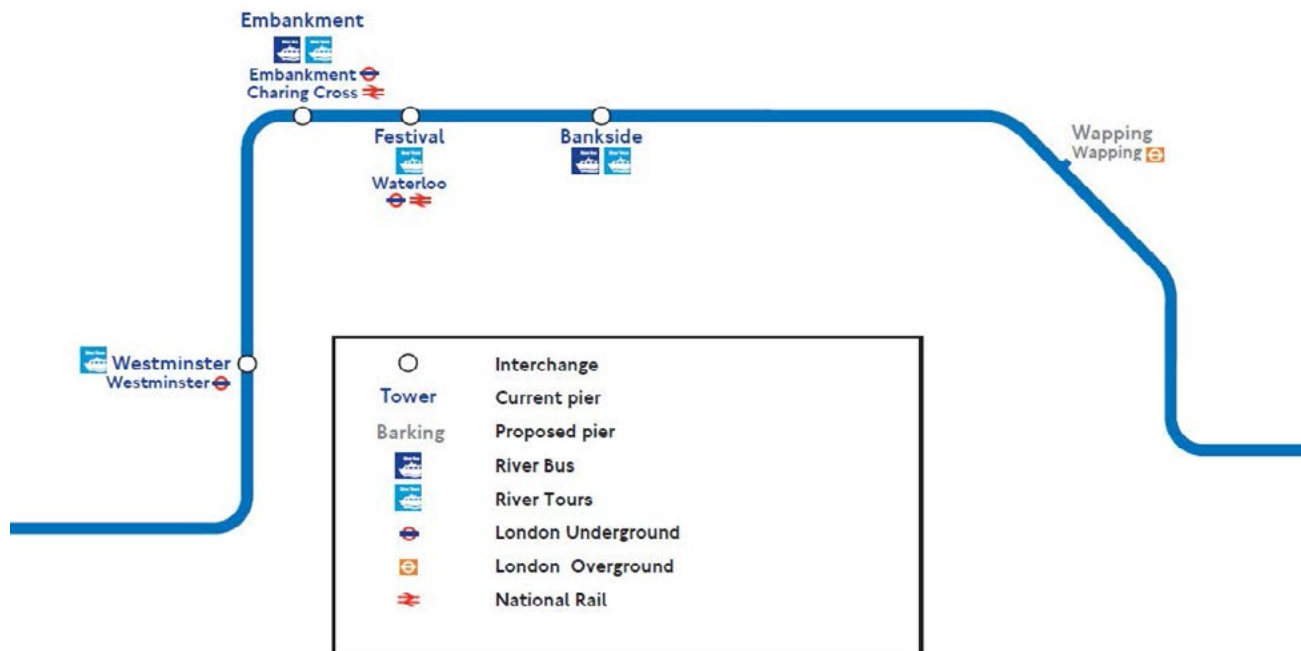 Embankment
Embankment
Charing Cross
Festival
Waterloo
Bankside
Wapping
Wapping
Westminster
Westminster
Interchange
Tower Current pier
Barking Proposed pier
River Bus
River Tours
London Underground
London Overground
National Rail